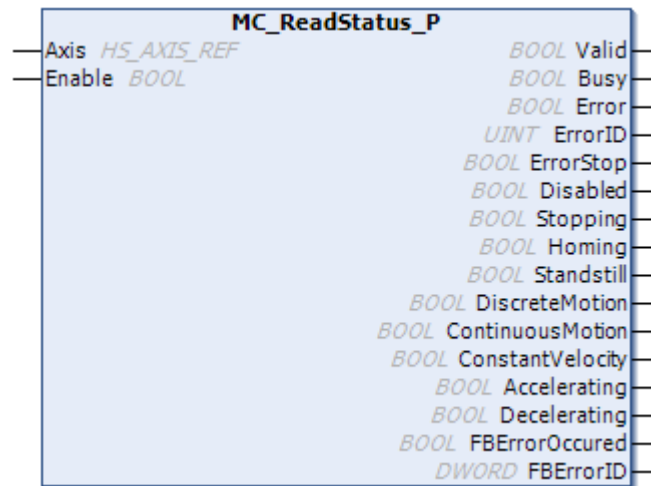 MC_ReadStatus_P
Axis HS_AXIS_REF BOOL Valid
Enable BOOL BOOL Busy
BOOL Error
UINT ErrorID
BOOL ErrorStop
BOOL Disabled
BOOL Stopping
BOOL Homing
BOOL Standstill
BOOL DiscreteMotion
BOOL ContinuousMotion
BOOL ConstantVelocity
BOOL Accelerating
BOOL Decelerating
BOOL FBErrorOccured
DWORD FBErrorID